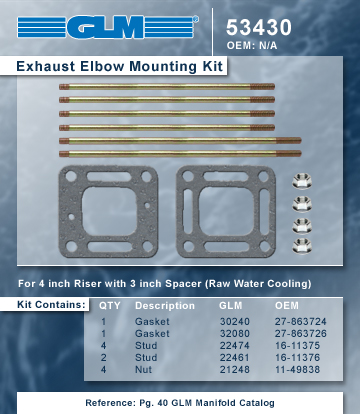 GLM
53430
OEM: N/A
Exhaust Elbow Mounting Kit
For 4 inch Riser with 3 inch Spacer (Raw Water Cooling)
Kit Contains: QTY Description GLM OEM
1 Gasket 30240 27-863724
1 Gasket 32080 27-863726
4 Stud 22474 16-11375
2 Stud 22461 16-11376
4 Nut 21248 11-49838
Reference: Pg. 40 GLM Manifold Catalog